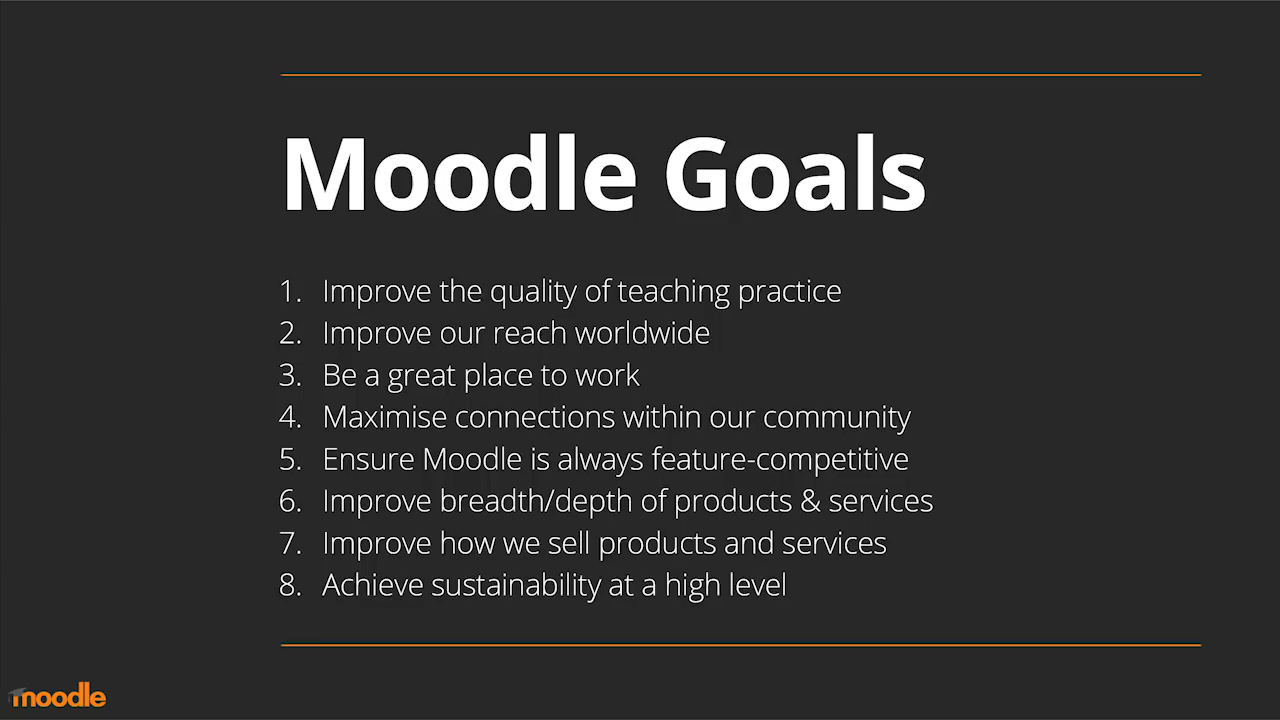 Moodle Goals
1. Improve the quality of teaching practice
2. Improve our reach worldwide
3. Be a great place to work
4. Maximise connections within our community
5. Ensure Moodle is always feature-competitive
6. Improve breadth/depth of products & services
7. Improve how we sell products and services
8. Achieve sustainability at a high level
moodle